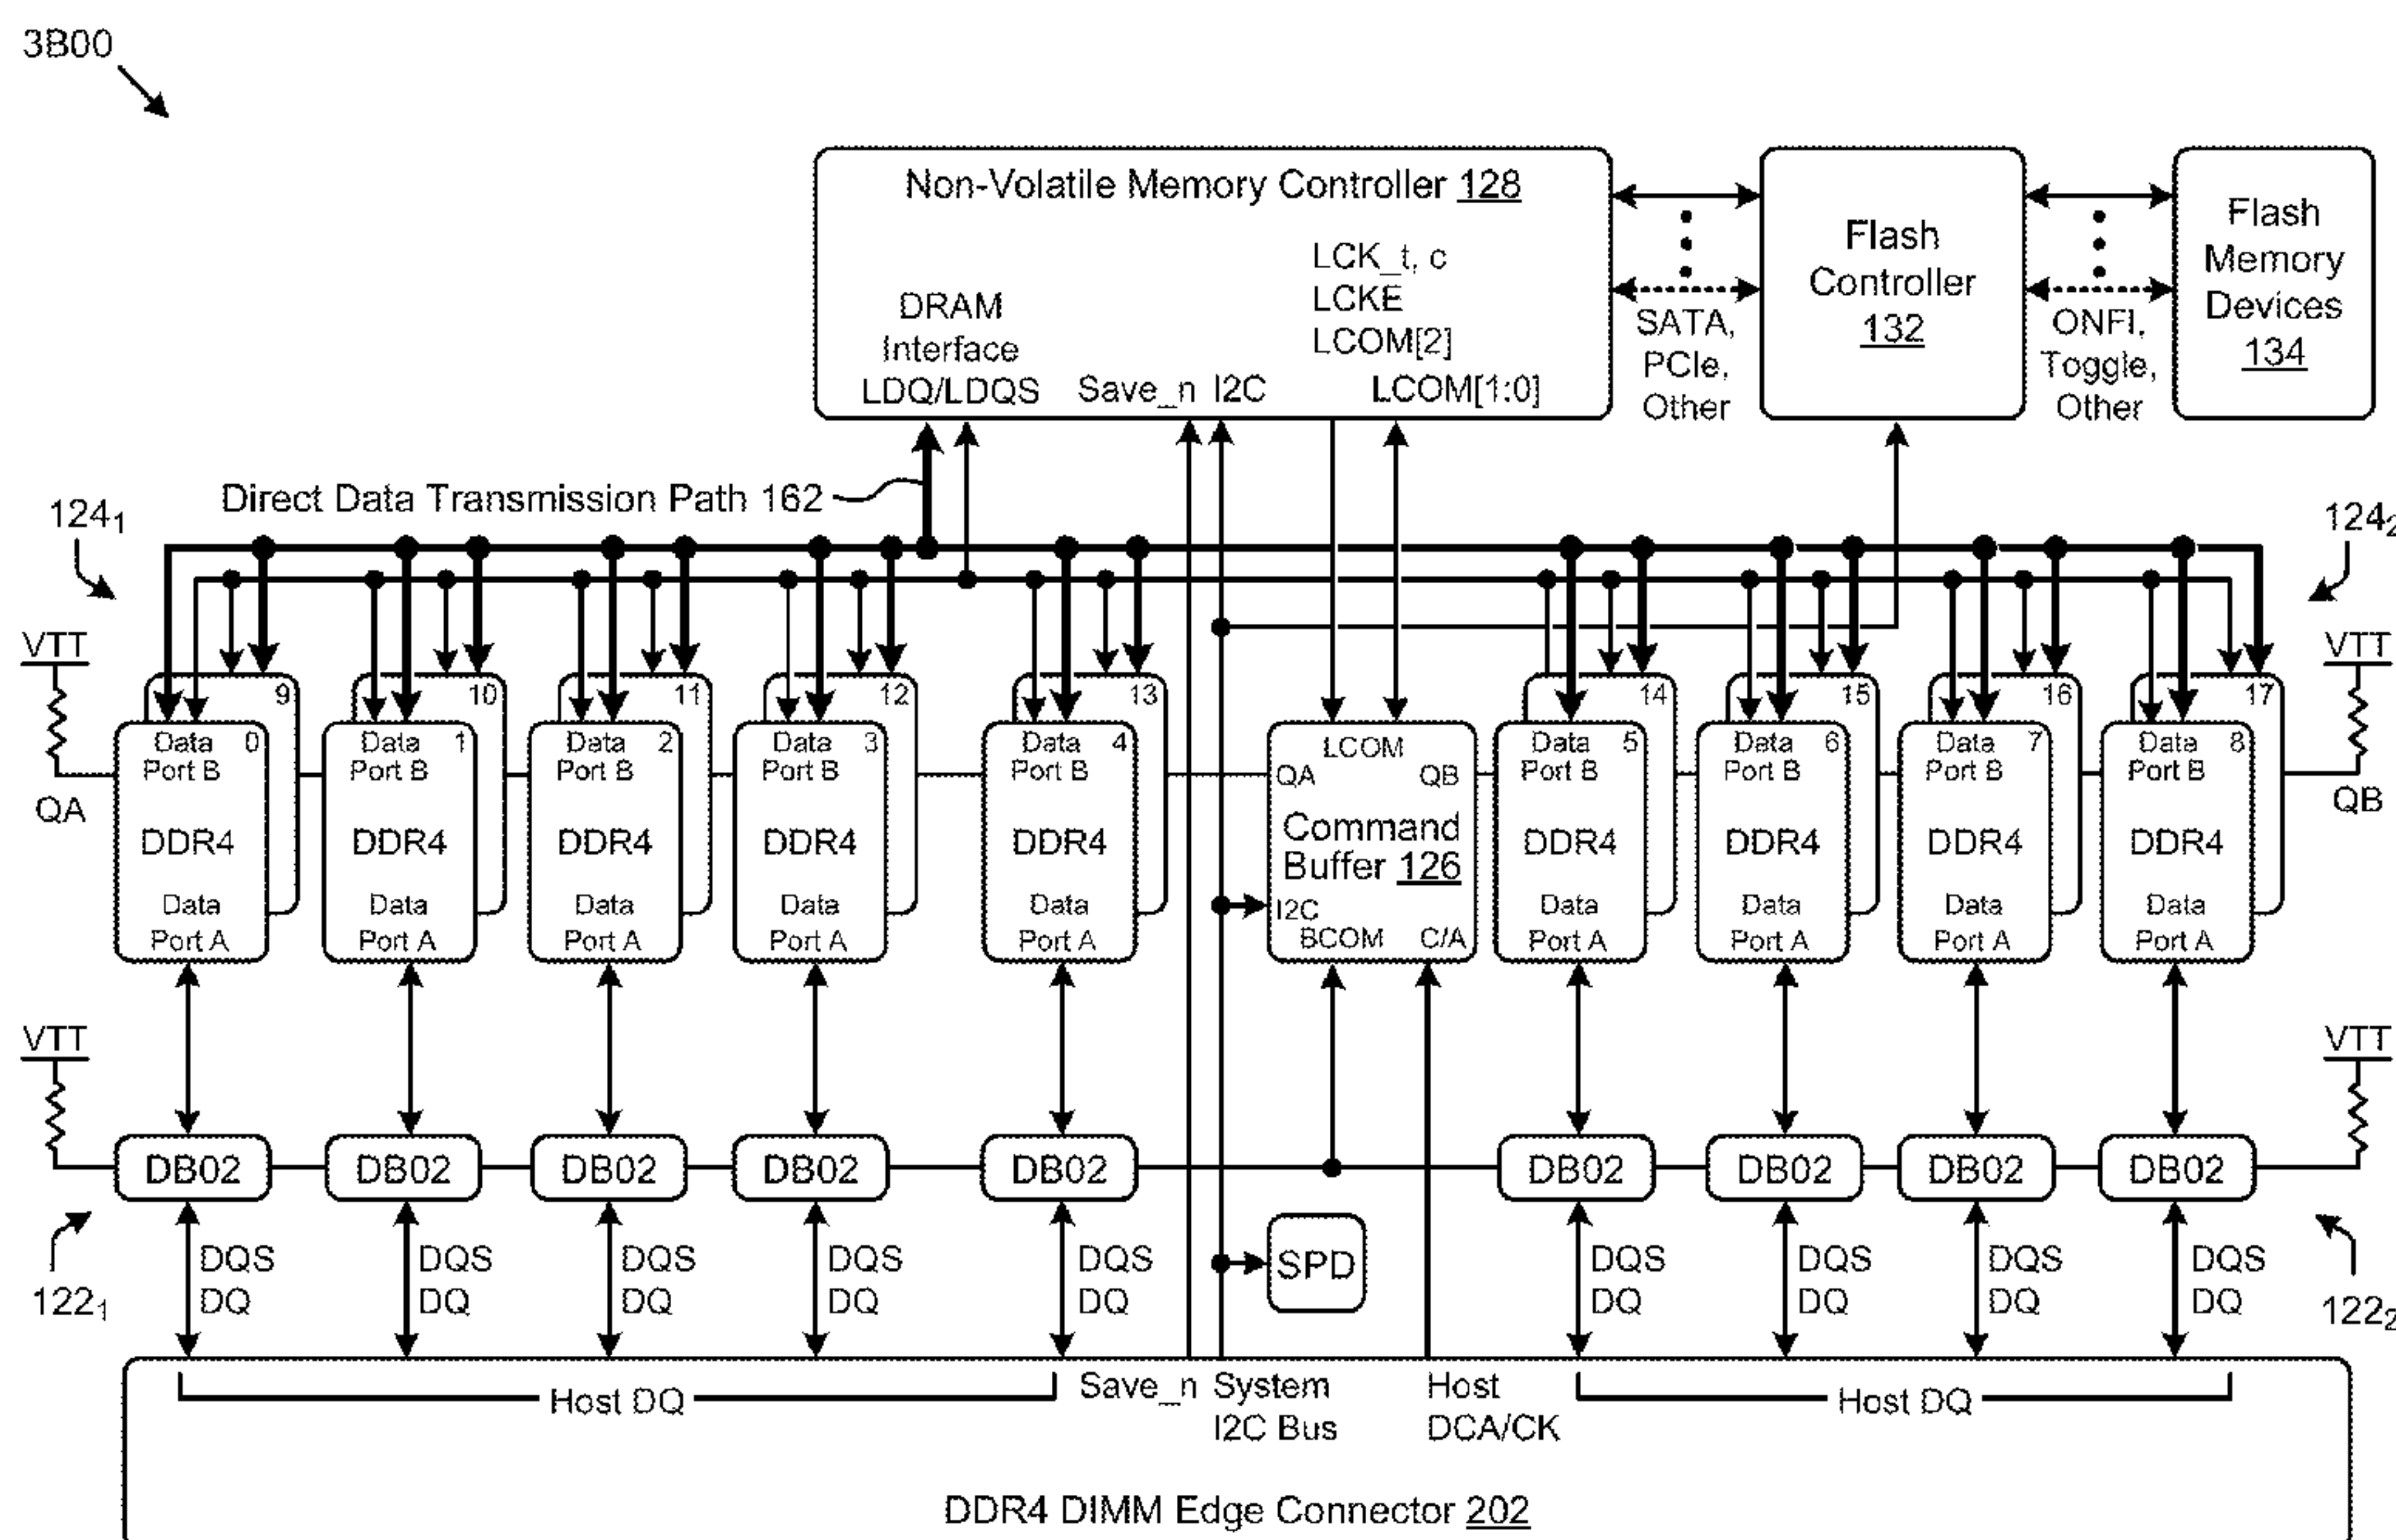 3B00
Non-Volatile Memory Controller 128
DRAM
Interface
LDQ/LDQS
Save_n
I2C
LCK_t, c
LCKE
LCOM[2]
LCOM[1:0]
SATA,
PCIe,
Other
Flash
Controller
132
ONFI,
Toggle,
Other
Flash
Memory
Devices
134
Direct Data Transmission Path 162
124₁
124₂
VTT
QA
VTT
QB
9
10
11
12
13
14
15
16
17
Data 0
Port B
DDR4
Data
Port A
Data 1
Port B
DDR4
Data
Port A
Data 2
Port B
DDR4
Data
Port A
Data 3
Port B
DDR4
Data
Port A
Data 4
Port B
DDR4
Data
Port A
LCOM
QA QB
Command
Buffer 126
I2C
BCOM C/A
Data 5
Port B
DDR4
Data
Port A
Data 6
Port B
DDR4
Data
Port A
Data 7
Port B
DDR4
Data
Port A
Data 8
Port B
DDR4
Data
Port A
VTT
VTT
DB02
DB02
DB02
DB02
DB02
DB02
DB02
DB02
DB02
122₁
DQS
DQ
DQS
DQ
DQS
DQ
DQS
DQ
DQS
DQ
SPD
DQS
DQ
DQS
DQ
DQS
DQ
DQS
DQ
122₂
Host DQ
Save_n
System
I2C Bus
Host
DCA/CK
Host DQ
DDR4 DIMM Edge Connector 202